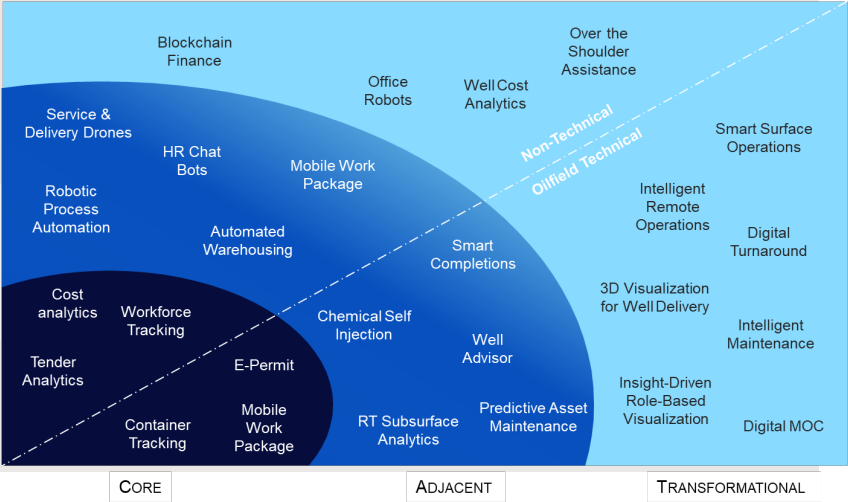 Blockchain
Finance
Over the
Shoulder
Assistance
Office
Robots
Well Cost
Analytics
Non-Technical
Oilfield Technical
Service &
Delivery Drones
HR Chat
Bots
Mobile Work
Package
Robotic
Process
Automation
Automated
Warehousing
Smart Surface
Operations
Intelligent
Remote
Operations
Digital
Turnaround
Smart
Completions
3D Visualization
for Well Delivery
Cost
analytics
Workforce
Tracking
Chemical Self
Injection
Well
Advisor
Intelligent
Maintenance
Tender
Analytics
E-Permit
Insight-Driven
Role-Based
Visualization
Container
Tracking
Mobile
Work
Package
RT Subsurface
Analytics
Predictive Asset
Maintenance
Digital MOC
CORE
ADJACENT
TRANSFORMATIONAL